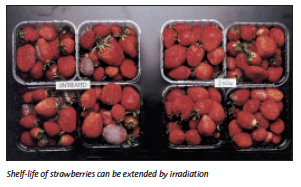 UNTREATED
Shelf-life of strawberries can be extended by irradiation